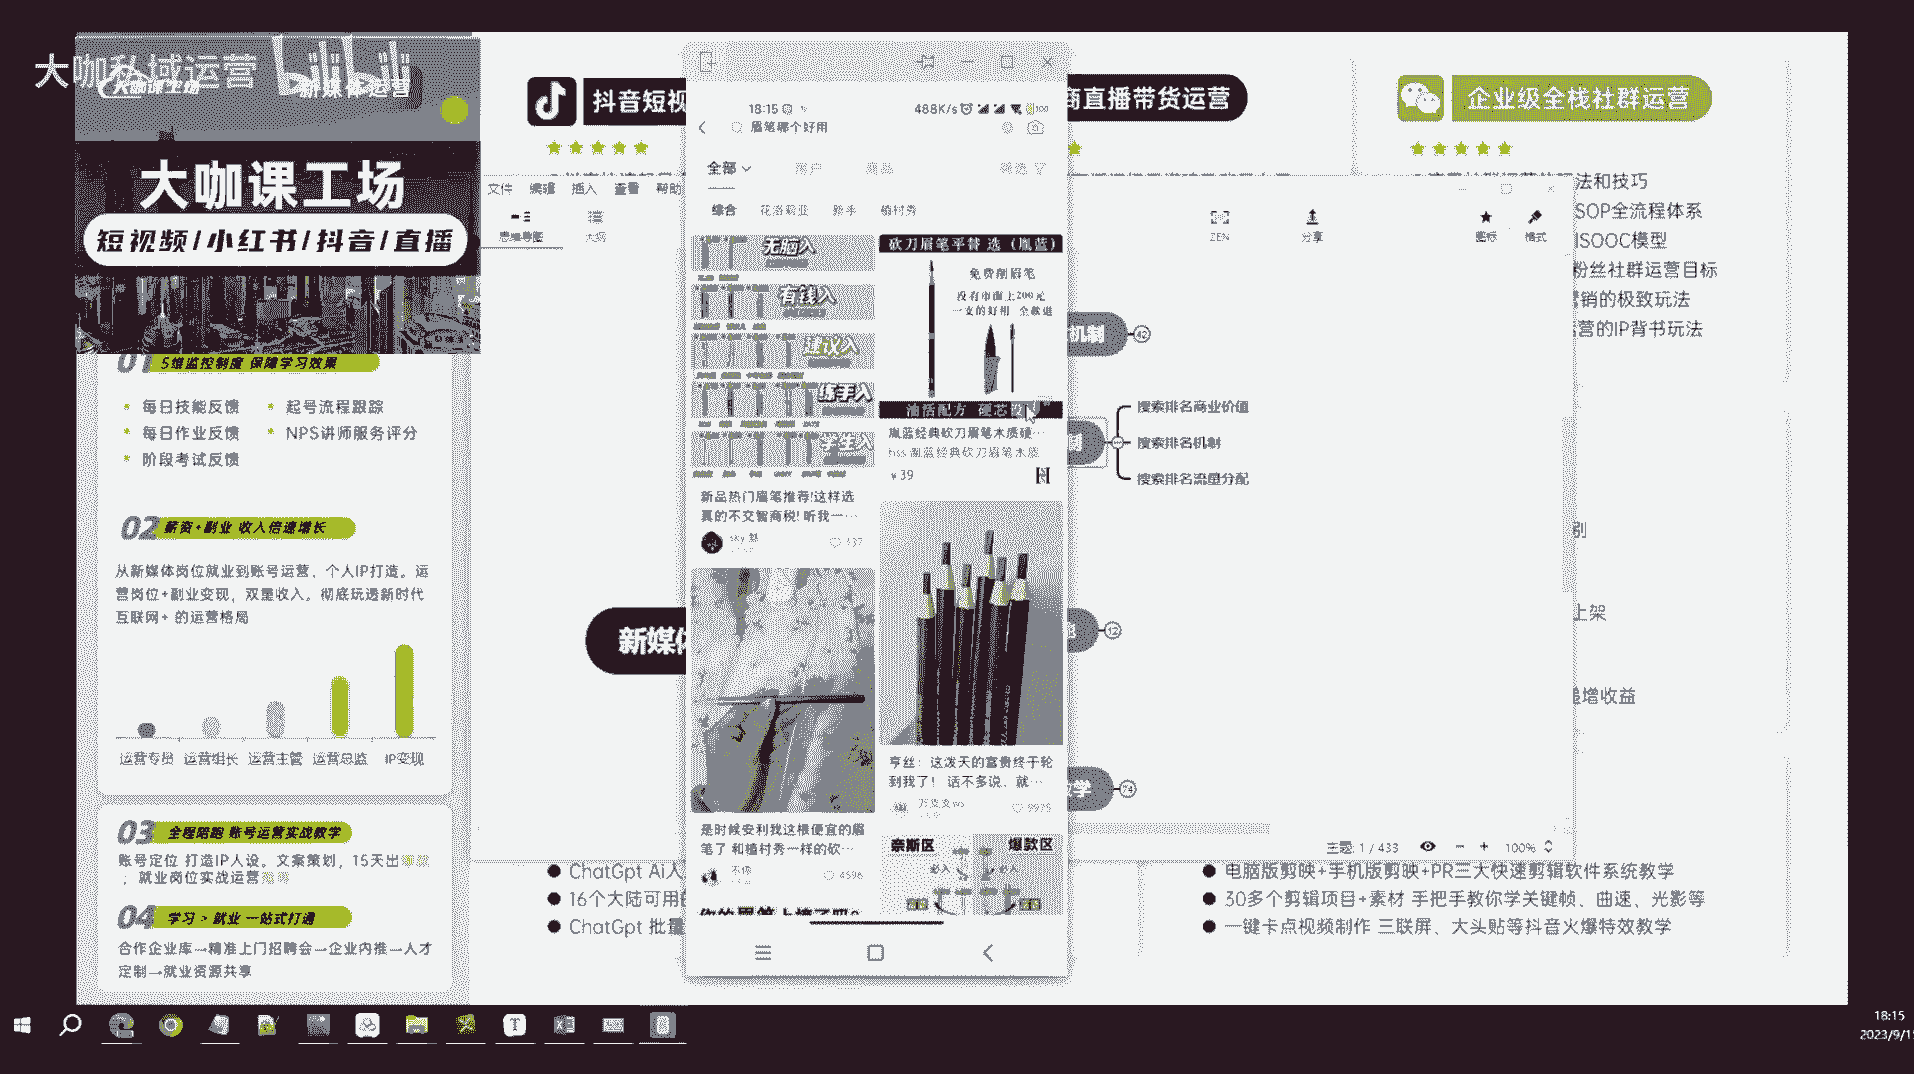 大咖私域运营
bilibili
大咖课工场
新媒体运营
大咖课工场
短视频/小红书/抖音/直播
01 5维监控制度 保障学习效果
每日技能反馈
起号流程跟踪
每日作业反馈
NPS讲师服务评分
阶段考试反馈
02 薪资+副业 收入倍速增长
从新媒体岗位就业到账号运营、个人IP打造。运
营岗位+副业变现，双重收入。彻底玩透新时代
互联网+ 的运营格局
运营专员 运营组长 运营主管 运营总监 IP变现
03 全程陪跑 账号运营实战教学
账号定位 打造IP人设。文案策划，15天出
；就业岗位实战运营
04 学习 > 就业 一站式打通
合作企业库→精准上门招聘会→企业内推→人才
定制→就业资源共享
抖音短视
商直播带货运营
企业级全栈社群运营
法和技巧
SOP全流程体系
ISOOC模型
粉丝社群运营目标
营销的极致玩法
运营的IP背书玩法
别
上架
递增收益
文件 编辑 插入 查看 帮助
思维导图
大纲
ZEN
分享
图标
格式
新媒体
机制
42
搜索排名商业价值
搜索排名机制
搜索排名流量分配
12
学
74
主题: 1 / 433
100%
18:15
488K/s
100
眉笔哪个好用
全部 用户 商品 筛选
综合 花洛莉亚 新手 植村秀
无脑入
有钱入
建议入
练手入
学生入
新品热门眉笔推荐!这样选
真的不交智商税! 听我一…
sky
437
砍刀眉笔平替 选（胤蓝）
免费削眉笔
没有市面上200元
一支的好用 全额退
油活配方 硬芯
胤蓝经典砍刀眉笔木质硬…
hss 胤蓝经典砍刀眉笔木质
¥39
是时候安利我这根便宜的眉
笔了 和植村秀一样的砍…
4596
亨丝：这泼天的富贵终于轮
到我了！ 话不多说，就…
9975
奈斯区
爆款区
必入
必入
ChatGpt Ai人
16个大陆可用的
ChatGpt 批量
电脑版剪映+手机版剪映+PR三大快速剪辑软件系统教学
30多个剪辑项目+素材 手把手教你学关键帧、曲速、光影等
一键卡点视频制作 三联屏、大头贴等抖音火爆特效教学
18:15
2023/9/1